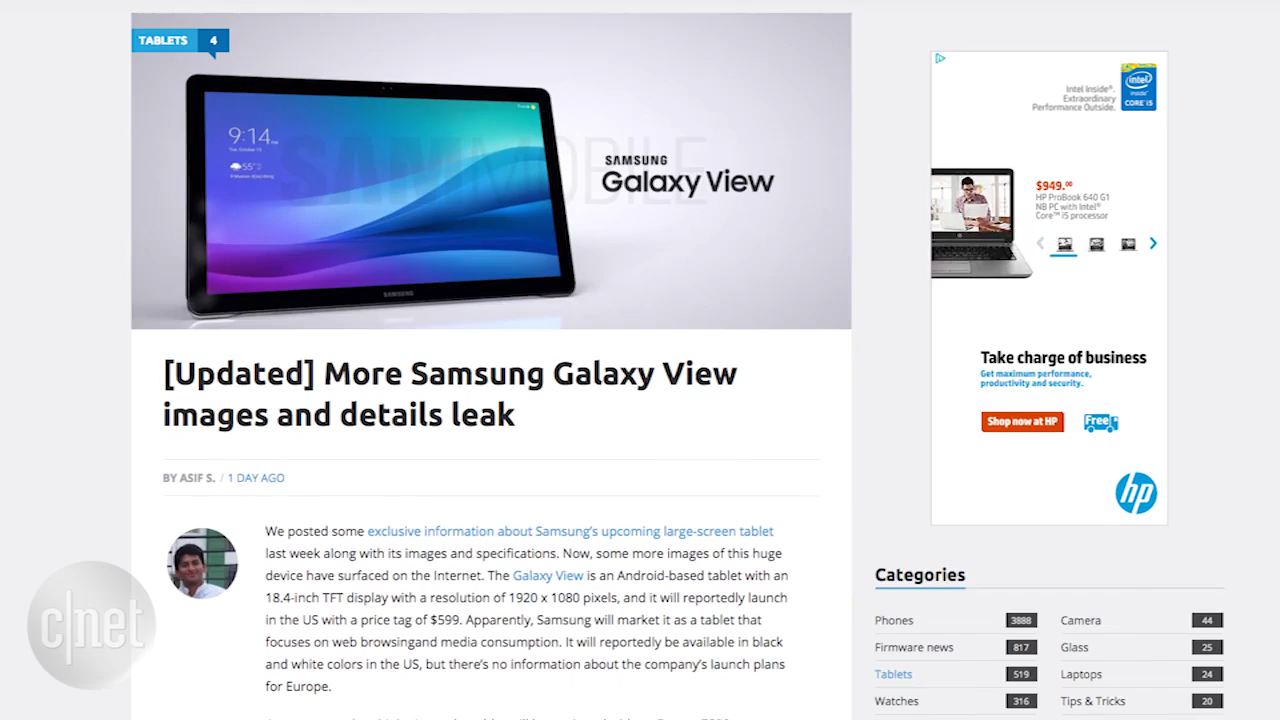 TABLETS 4
9:14 PM
55°
SAMMOBILE
SAMSUNG
Galaxy View
SAMSUNG
[Updated] More Samsung Galaxy View
images and details leak
BY ASIF S. / 1 DAY AGO
We posted some exclusive information about Samsung’s upcoming large-screen tablet
last week along with its images and specifications. Now, some more images of this huge
device have surfaced on the Internet. The Galaxy View is an Android-based tablet with an
18.4-inch TFT display with a resolution of 1920 x 1080 pixels, and it will reportedly launch
in the US with a price tag of $599. Apparently, Samsung will market it as a tablet that
focuses on web browsingand media consumption. It will reportedly be available in black
and white colors in the US, but there’s no information about the company’s launch plans
for Europe.
c|net
Intel Inside®.
Extraordinary
Performance Outside.
intel
inside™
CORE i5
$949.00
HP ProBook 640 G1
NB PC with Intel®
Core™ i5 processor
Take charge of business
Get maximum performance,
productivity and security.
Shop now at HP
Free
hp
Categories
Phones 3888
Camera 44
Firmware news 817
Glass 25
Tablets 519
Laptops 24
Watches 316
Tips & Tricks 20